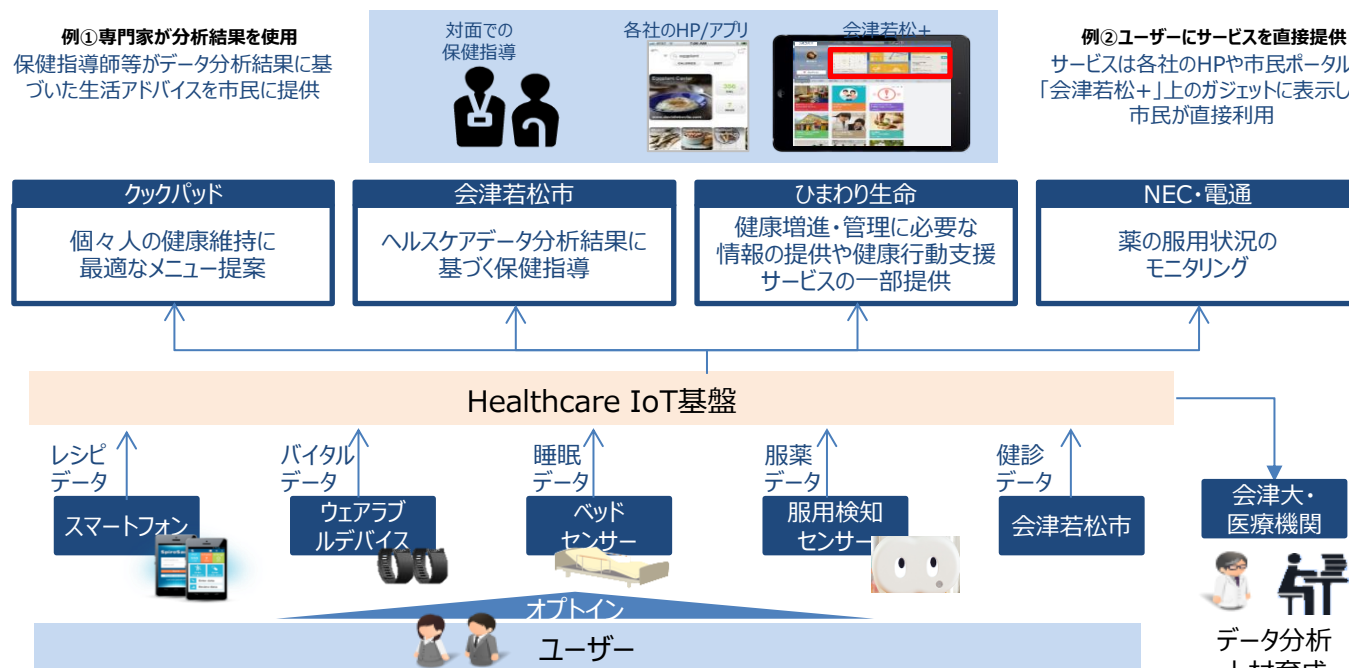 例①専門家が分析結果を使用
保健指導師等がデータ分析結果に基
づいた生活アドバイスを市民に提供
対面での
保健指導
各社のHP/アプリ
会津若松+
例②ユーザーにサービスを直接提供
サービスは各社のHPや市民ポータル
「会津若松+」上のガジェットに表示し
市民が直接利用
クックパッド
個々人の健康維持に
最適なメニュー提案
会津若松市
ヘルスケアデータ分析結果に
基づく保健指導
ひまわり生命
健康増進・管理に必要な
情報の提供や健康行動支援
サービスの一部提供
NEC・電通
薬の服用状況の
モニタリング
Healthcare IoT基盤
レシピ
データ
バイタル
データ
睡眠
データ
服薬
データ
健診
データ
スマートフォン
ウェアラブ
ルデバイス
ベッド
センサー
服用検知
センサー
会津若松市
会津大・
医療機関
オプトイン
ユーザー
データ分析
人材育成